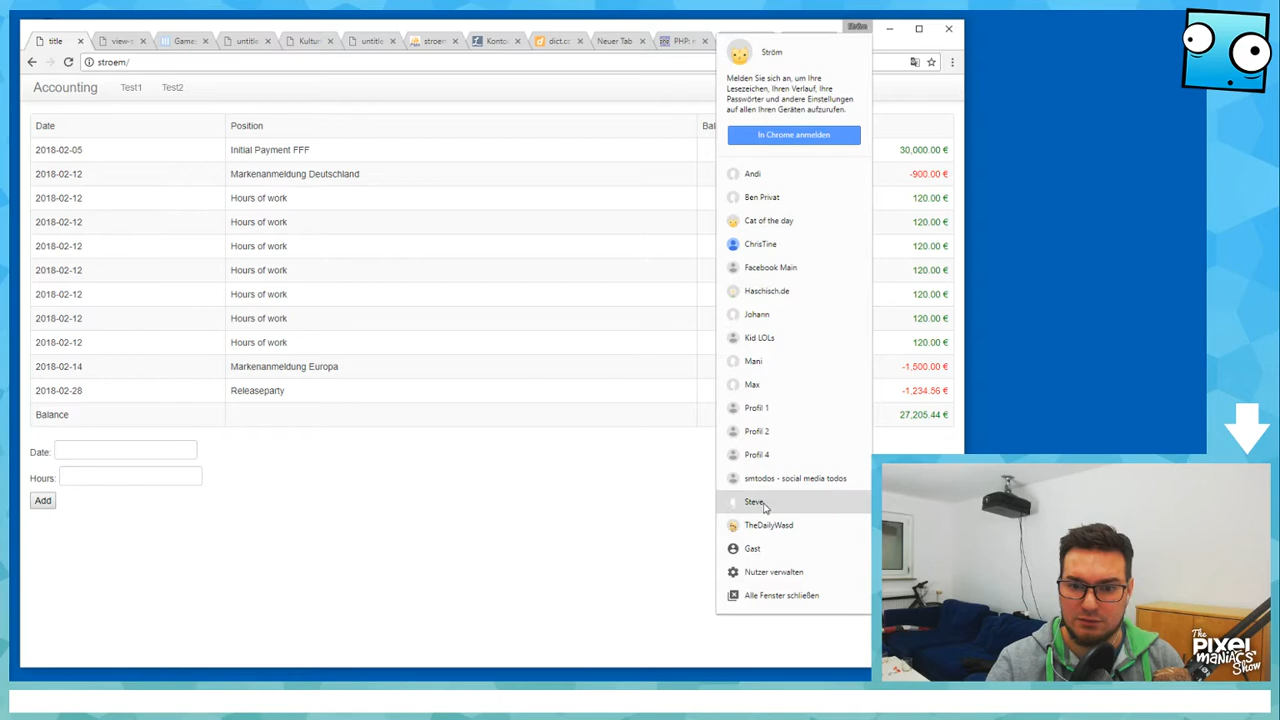 Ström
title
view-s
Games
untitle
Kultur
untitle
stroem
Konto
dict.cc
Neuer Tab
PHP: m
stroem/
Accounting
Test1
Test2
Date
Position
Bal
2018-02-05
Initial Payment FFF
30,000.00 €
2018-02-12
Markenanmeldung Deutschland
-900.00 €
2018-02-12
Hours of work
120.00 €
2018-02-12
Hours of work
120.00 €
2018-02-12
Hours of work
120.00 €
2018-02-12
Hours of work
120.00 €
2018-02-12
Hours of work
120.00 €
2018-02-12
Hours of work
120.00 €
2018-02-12
Hours of work
120.00 €
2018-02-14
Markenanmeldung Europa
-1,500.00 €
2018-02-28
Releaseparty
-1,234.56 €
Balance
27,205.44 €
Date:
Hours:
Add
Ström
Melden Sie sich an, um Ihre
Lesezeichen, Ihren Verlauf, Ihre
Passwörter und andere Einstellungen
auf allen Ihren Geräten aufzurufen.
In Chrome anmelden
Andi
Ben Privat
Cat of the day
ChrisTine
Facebook Main
Haschisch.de
Johann
Kid LOLs
Mani
Max
Profil 1
Profil 2
Profil 4
smtodos - social media todos
Steve
TheDailyWasd
Gast
Nutzer verwalten
Alle Fenster schließen
The
PIXEL
MANIACS
Show